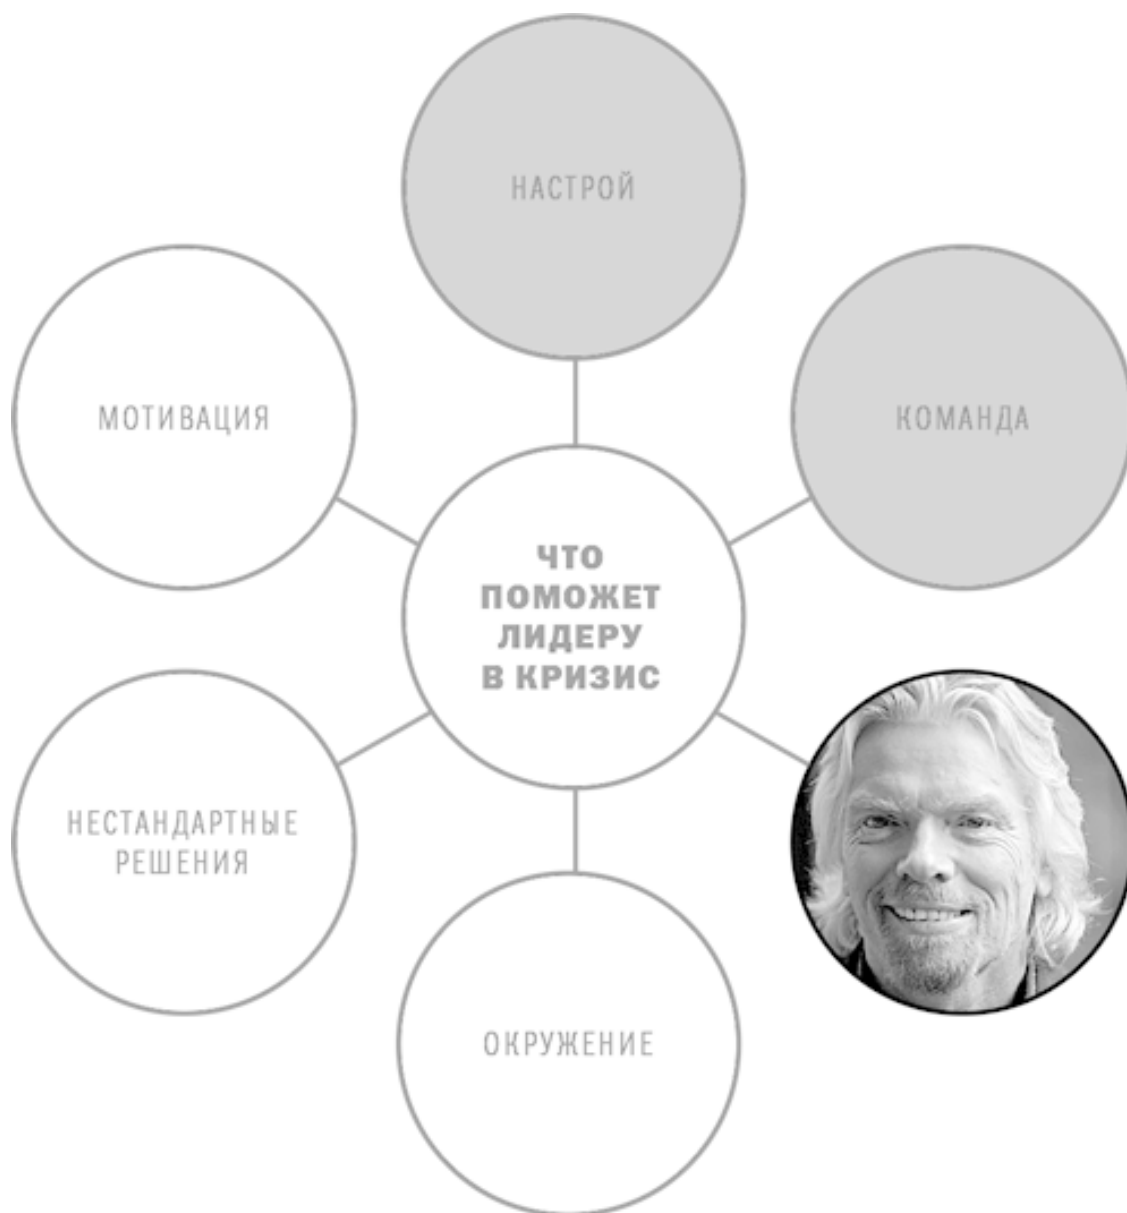 НАСТРОЙ
МОТИВАЦИЯ
КОМАНДА
ЧТО
ПОМОЖЕТ
ЛИДЕРУ
В КРИЗИС
НЕСТАНДАРТНЫЕ
РЕШЕНИЯ
ОКРУЖЕНИЕ